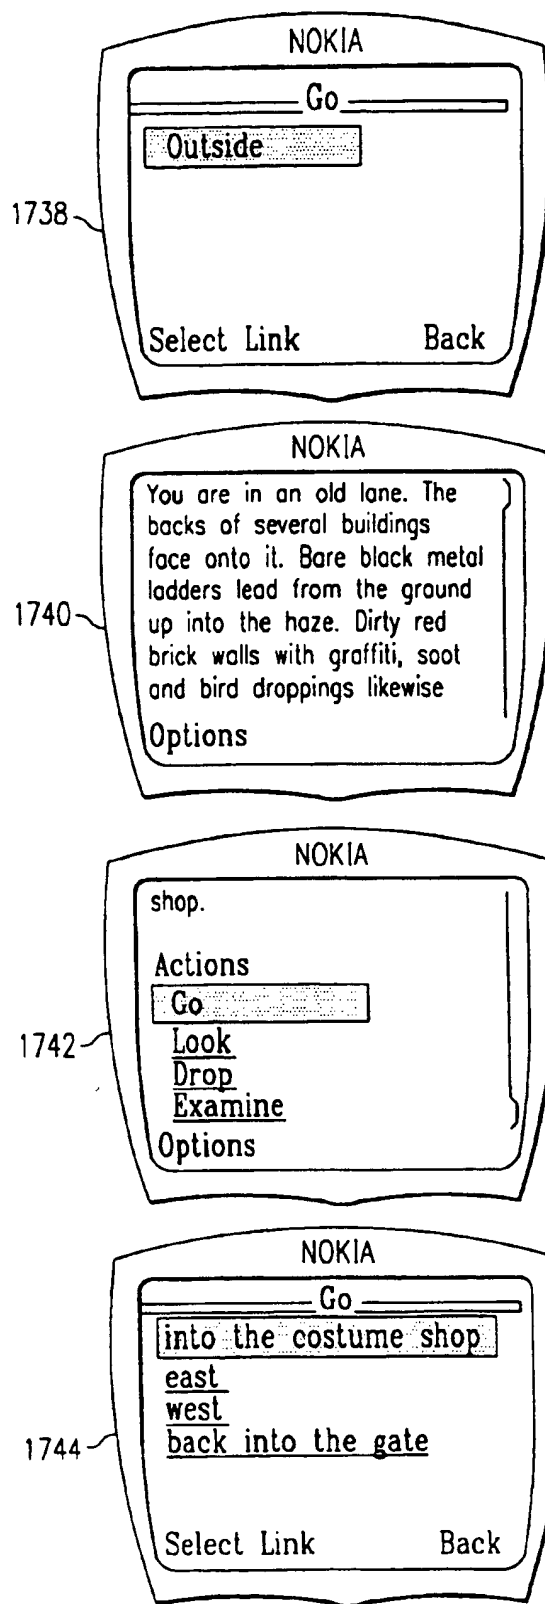 NOKIA
Go
Outside
1738
Select Link Back
NOKIA
You are in an old lane. The
backs of several buildings
face onto it. Bare black metal
ladders lead from the ground
1740
up into the haze. Dirty red
brick walls with graffiti, soot
and bird droppings likewise
Options
NOKIA
shop.
Actions
Go
1742
Look
Drop
Examine
Options
NOKIA
Go
into the costume shop
east
west
1744
back into the gate
Select Link Back